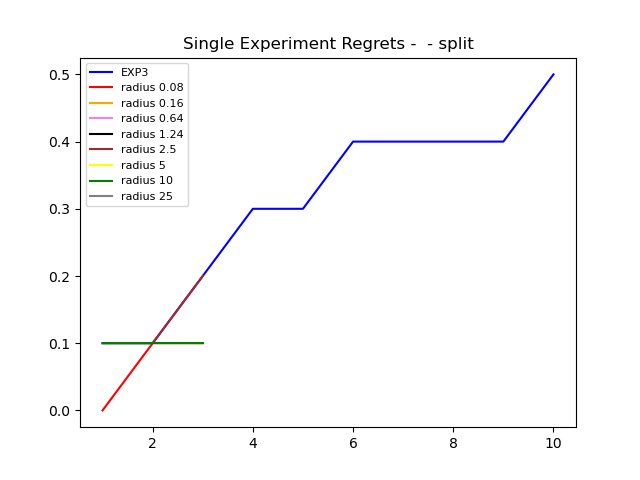 Single Experiment Regrets -  - split
EXP3
radius 0.08
radius 0.16
radius 0.64
radius 1.24
radius 2.5
radius 5
radius 10
radius 25
0.5
0.4
0.3
0.2
0.1
0.0
2 4 6 8 10